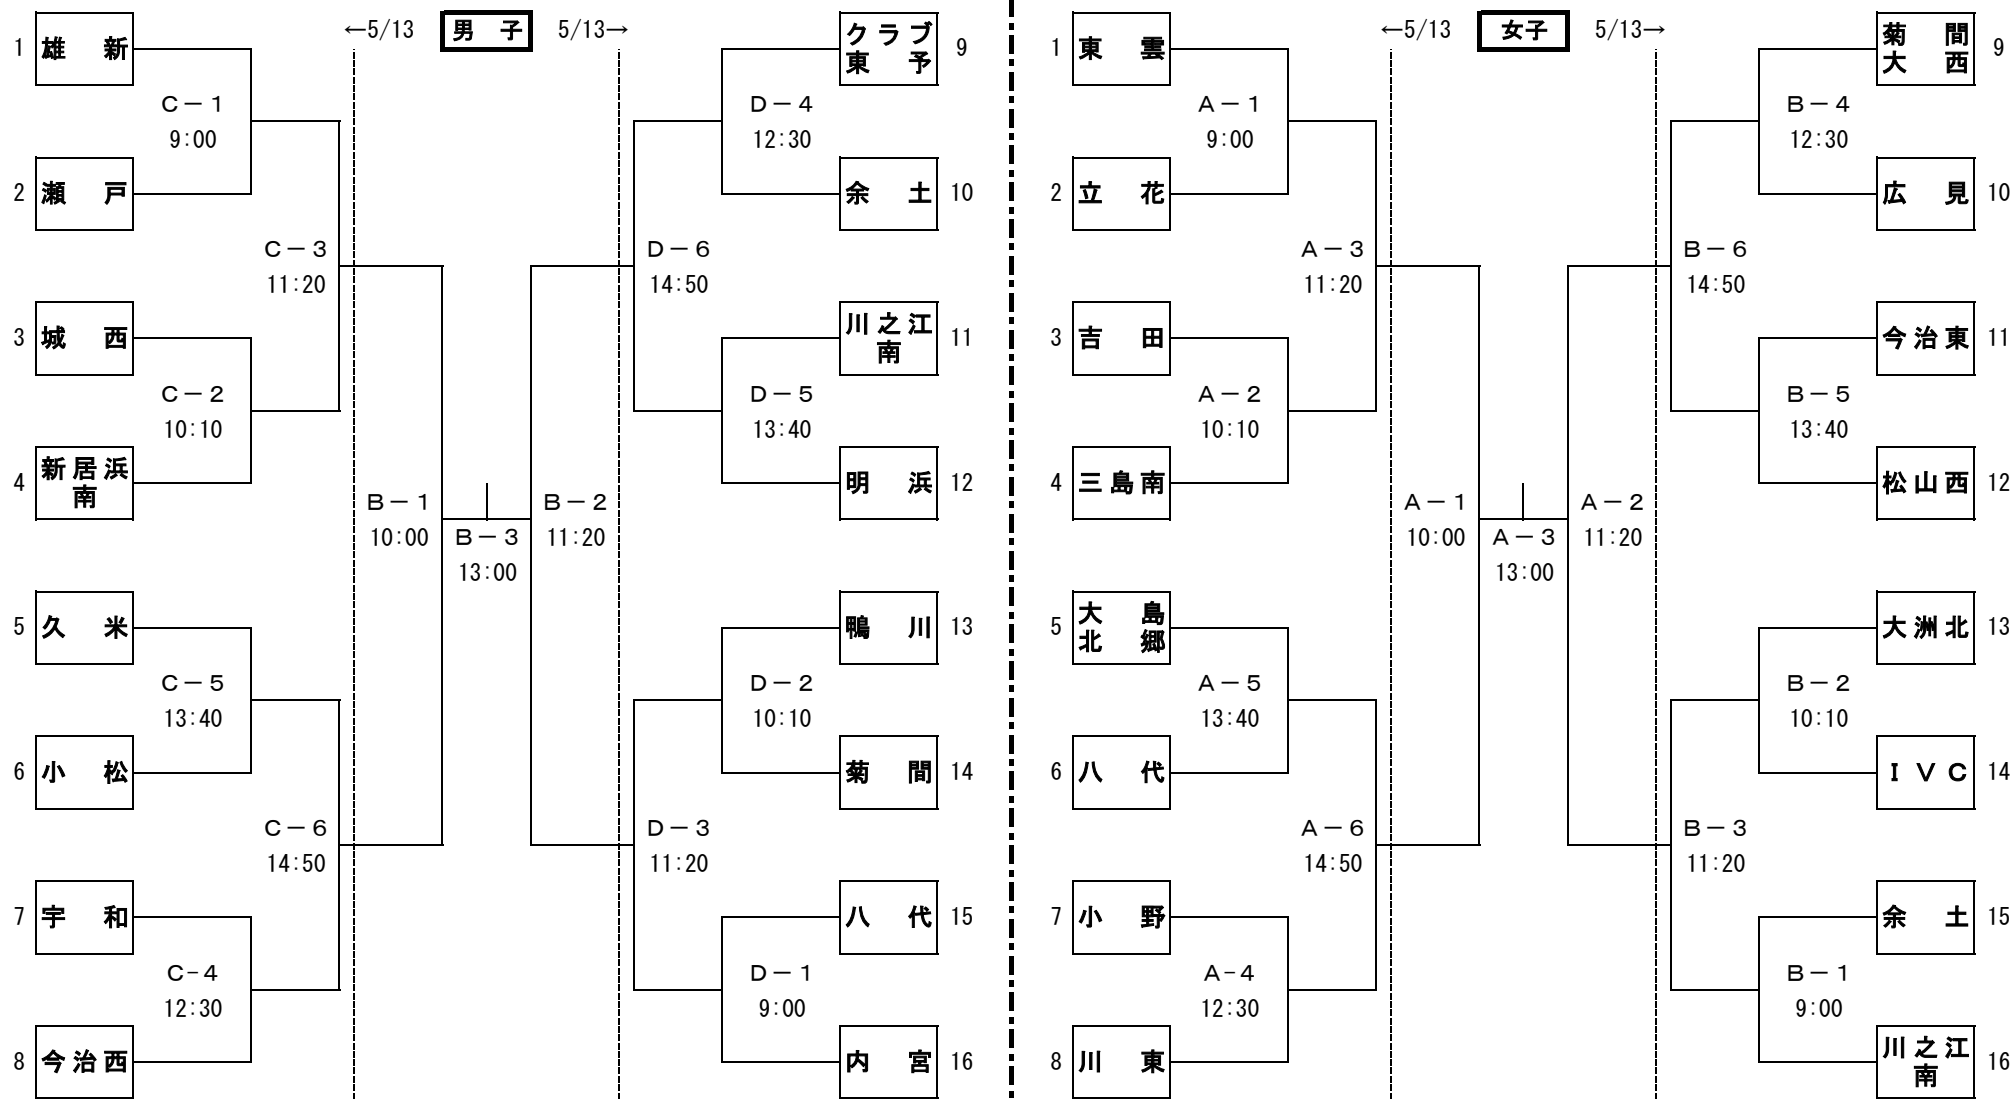 ←5/13 男 子 5/13→
1 雄 新
C－1
9:00
2 瀬 戸
C－3
11:20
3 城 西
C－2
10:10
4 新居浜
南
B－1
10:00
5 久 米
C－5
13:40
6 小 松
C－6
14:50
7 宇 和
C-4
12:30
8 今治西
B－3
13:00
クラブ
東 予 9
D－4
12:30
余 土 10
D－6
14:50
川之江
南 11
D－5
13:40
明 浜 12
B－2
11:20
鴨 川 13
D－2
10:10
菊 間 14
D－3
11:20
八 代 15
D－1
9:00
内 宮 16
←5/13 女子 5/13→
1 東 雲
A－1
9:00
2 立 花
A－3
11:20
3 吉 田
A－2
10:10
4 三島南
A－1
10:00
5 大 島
北 郷
A－5
13:40
6 八 代
A－6
14:50
7 小 野
A-4
12:30
8 川 東
A－3
13:00
菊 間
大 西 9
B－4
12:30
広 見 10
B－6
14:50
今治東 11
B－5
13:40
松山西 12
A－2
11:20
大洲北 13
B－2
10:10
ＩＶＣ 14
B－3
11:20
余 土 15
B－1
9:00
川之江
南 16